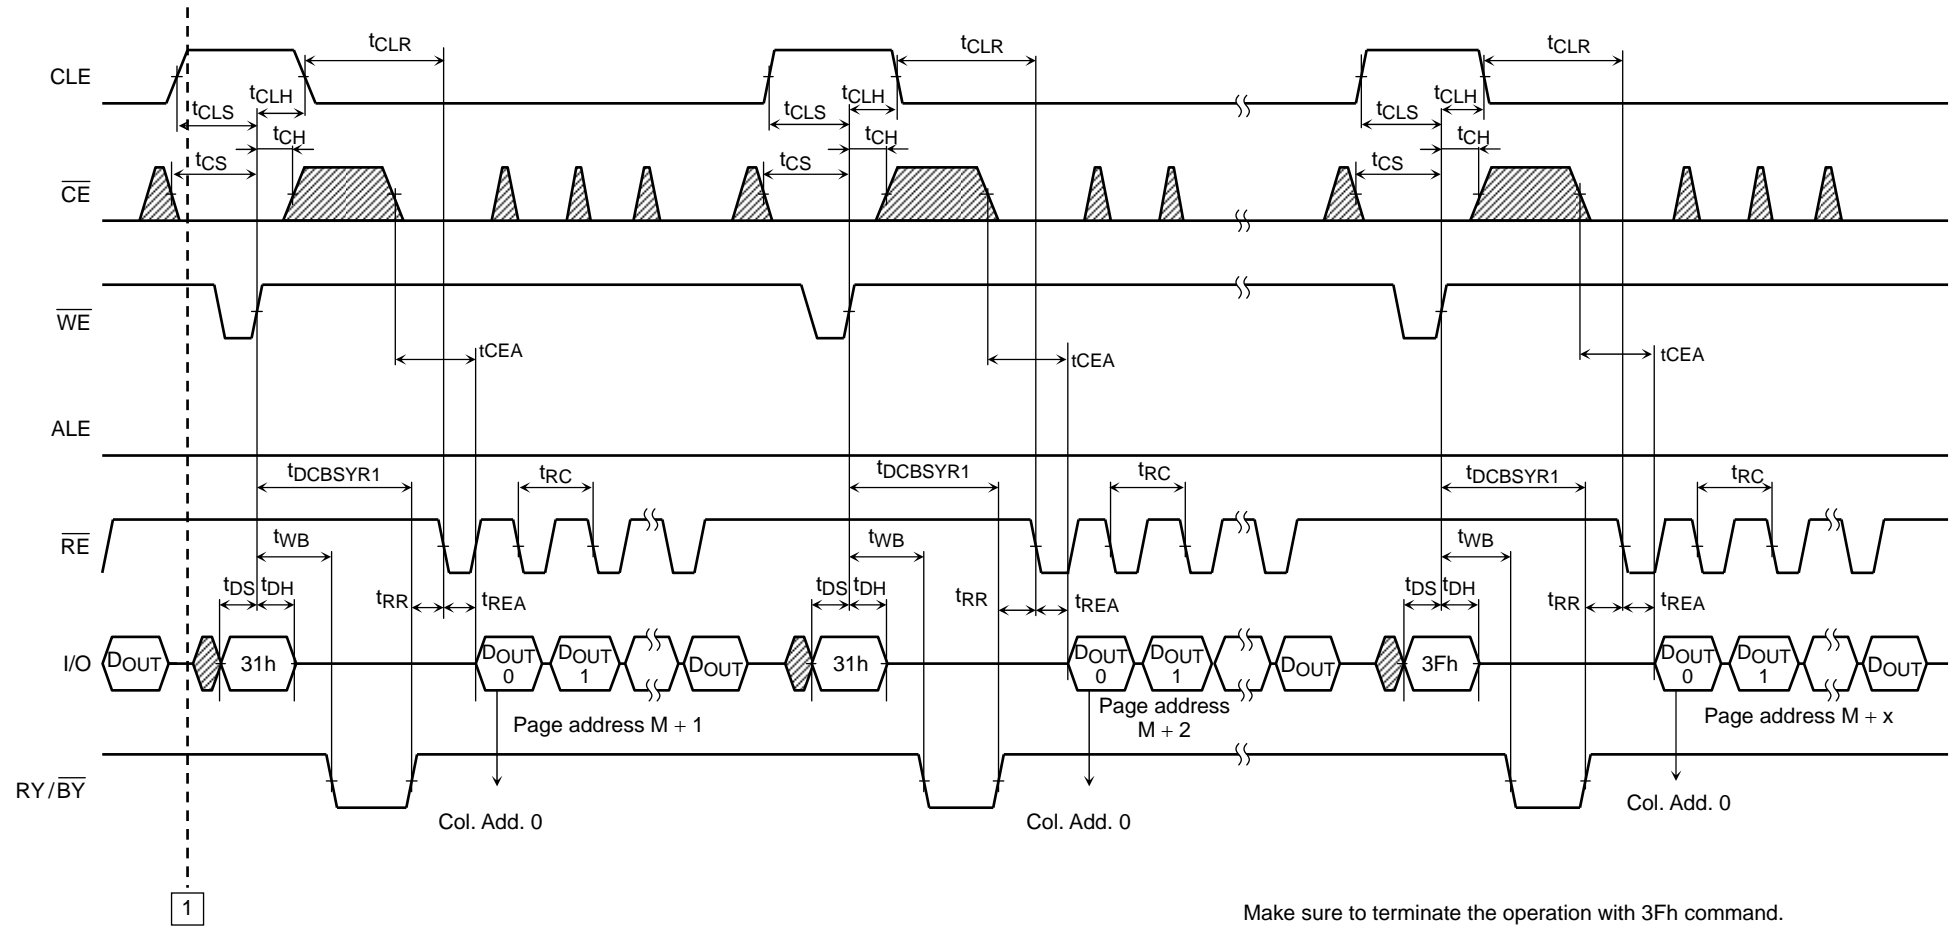 tCLR tCLR tCLR
CLE
tCLH tCLH tCLH
tCLS tCLS tCLS
tCH tCH tCH
tCS tCS tCS
CE
WE
tCEA tCEA tCEA
ALE
tDCBSYR1 tRC tDCBSYR1 tRC tDCBSYR1 tRC
RE
tWB tWB tWB
tDS tDH tDS tDH tDS tDH
tRR tREA tRR tREA tRR tREA
I/O DOUT 31h DOUT 0 DOUT 1 DOUT 31h DOUT 0 DOUT 1 DOUT 3Fh DOUT 0 DOUT 1 DOUT
Page address M + 1
Page address
M + 2
Page address M + x
RY/BY
Col. Add. 0 Col. Add. 0 Col. Add. 0
1
Make sure to terminate the operation with 3Fh command.